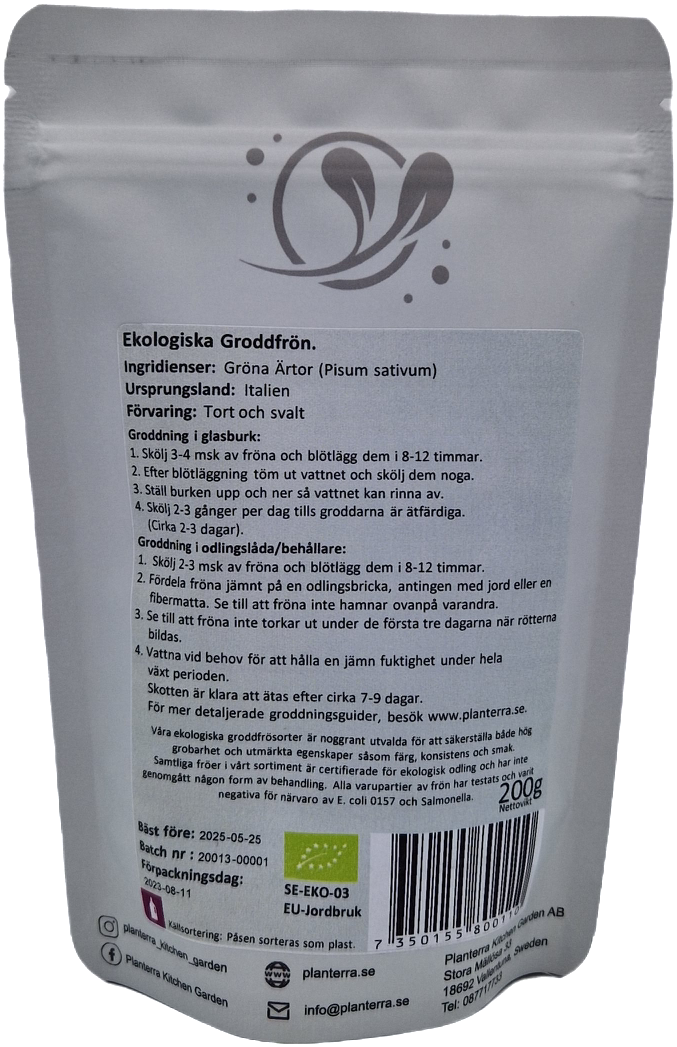 Ekologiska Groddfrön.
Ingridienser: Gröna Ärtor (Pisum sativum)
Ursprungsland: Italien
Förvaring: Tort och svalt
Groddning i glasburk:
1. Skölj 3-4 msk av fröna och blötlägg dem i 8-12 timmar.
2. Efter blötläggning töm ut vattnet och skölj dem noga.
3. Ställ burken upp och ner så vattnet kan rinna av.
4. Skölj 2-3 gånger per dag tills groddarna är ätfärdiga.
(Cirka 2-3 dagar).
Groddning i odlingslåda/behållare:
1. Skölj 2-3 msk av fröna och blötlägg dem i 8-12 timmar.
2. Fördela fröna jämnt på en odlingsbricka, antingen med jord eller en
fibermatta. Se till att fröna inte hamnar ovanpå varandra.
3. Se till att fröna inte torkar ut under de första tre dagarna när rötterna
bildas.
4. Vattna vid behov för att hålla en jämn fuktighet under hela
växt perioden.
Skotten är klara att ätas efter cirka 7-9 dagar.
För mer detaljerade groddningsguider, besök www.planterra.se.
Våra ekologiska groddfrösorter är noggrant utvalda för att säkerställa både hög
grobarhet och utmärkta egenskaper såsom färg, konsistens och smak.
Samtliga fröer i vårt sortiment är certifierade för ekologisk odling och har inte
genomgått någon form av behandling. Alla varupartier av frön har testats och varit
negativa för närvaro av E. coli 0157 och Salmonella.
200g
Nettovikt
Bäst före: 2025-05-25
Batch nr : 20013-00001
Förpackningsdag:
2023-08-11
SE-EKO-03
EU-Jordbruk
Källsortering: Påsen sorteras som plast.
7 350155 80011
planterra_kitchen_garden
Planterra Kitchen Garden
www
planterra.se
info@planterra.se
Planterra Kitchen Garden AB
Stora Mällösa 33
18692 Vallentuna, Sweden
Tel: 087717733